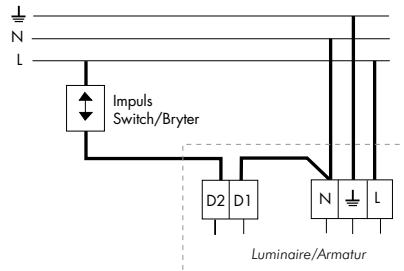 N
L
Impuls
Switch/Bryter
D2 D1
N L
Luminaire/Armatur